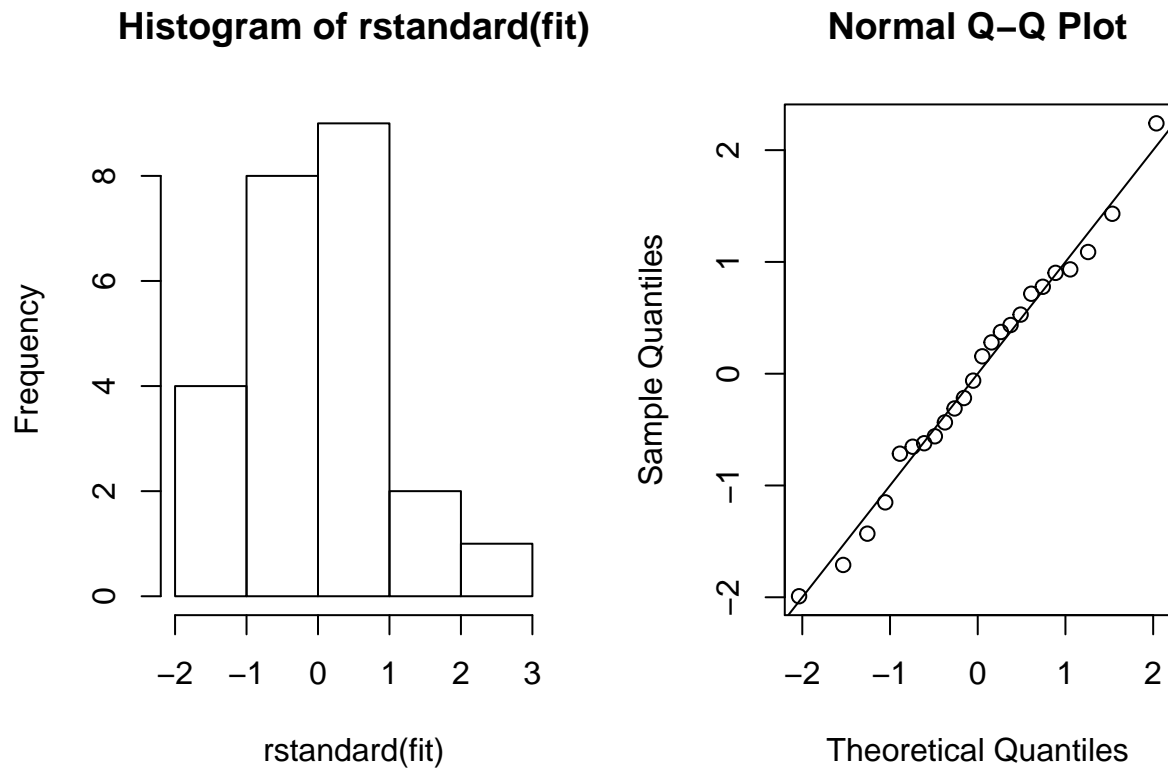 Histogram of rstandard(fit)
Frequency
8
6
4
2
0
−2 −1 0 1 2 3
rstandard(fit)
Normal Q−Q Plot
Sample Quantiles
2
1
0
−1
−2
−2 −1 0 1 2
Theoretical Quantiles